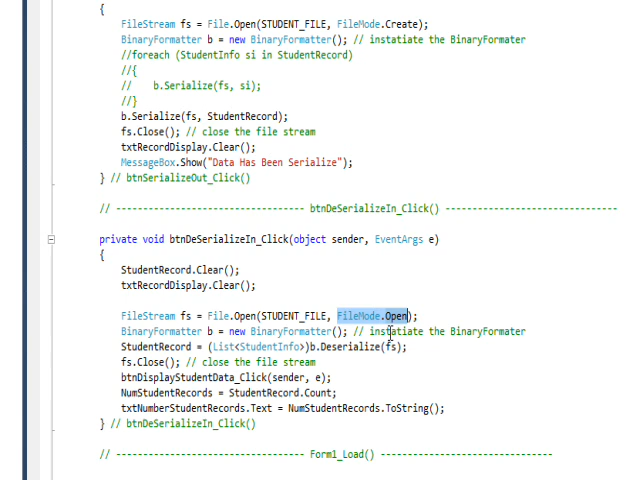 {
FileStream fs = File.Open(STUDENT_FILE, FileMode.Create);
BinaryFormatter b = new BinaryFormatter(); // instatiate the BinaryFormater
//foreach (StudentInfo si in StudentRecord)
//{
//    b.Serialize(fs, si);
//}
b.Serialize(fs, StudentRecord);
fs.Close(); // close the file stream
txtRecordDisplay.Clear();
MessageBox.Show("Data Has Been Serialize");
} // btnSerializeOut_Click()
// ---------------------------------- btnDeSerializeIn_Click() --------------------------------
private void btnDeSerializeIn_Click(object sender, EventArgs e)
{
StudentRecord.Clear();
txtRecordDisplay.Clear();
FileStream fs = File.Open(STUDENT_FILE, FileMode.Open);
BinaryFormatter b = new BinaryFormatter(); // instatiate the BinaryFormater
StudentRecord = (List<StudentInfo>)b.Deserialize(fs);
fs.Close(); // close the file stream
btnDisplayStudentData_Click(sender, e);
NumStudentRecords = StudentRecord.Count;
txtNumberStudentRecords.Text = NumStudentRecords.ToString();
} // btnDeSerializeIn_Click()
// ---------------------------------- Form1_Load() --------------------------------